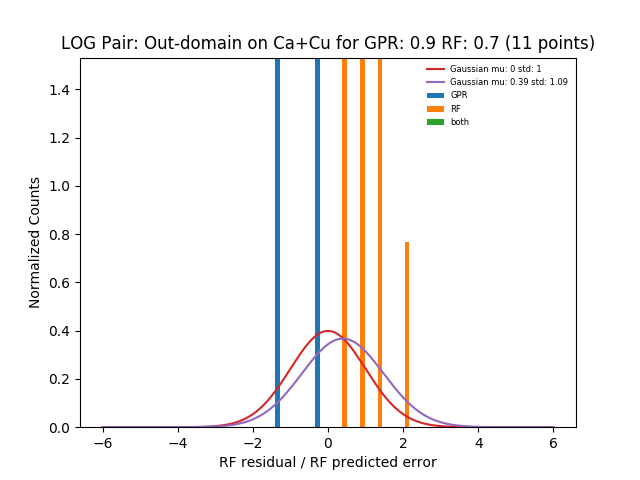 LOG Pair: Out-domain on Ca+Cu for GPR: 0.9 RF: 0.7 (11 points)
Gaussian mu: 0 std: 1
Gaussian mu: 0.39 std: 1.09
GPR
RF
both
Normalized Counts
1.4
1.2
1.0
0.8
0.6
0.4
0.2
0.0
−6 −4 −2 0 2 4 6
RF residual / RF predicted error